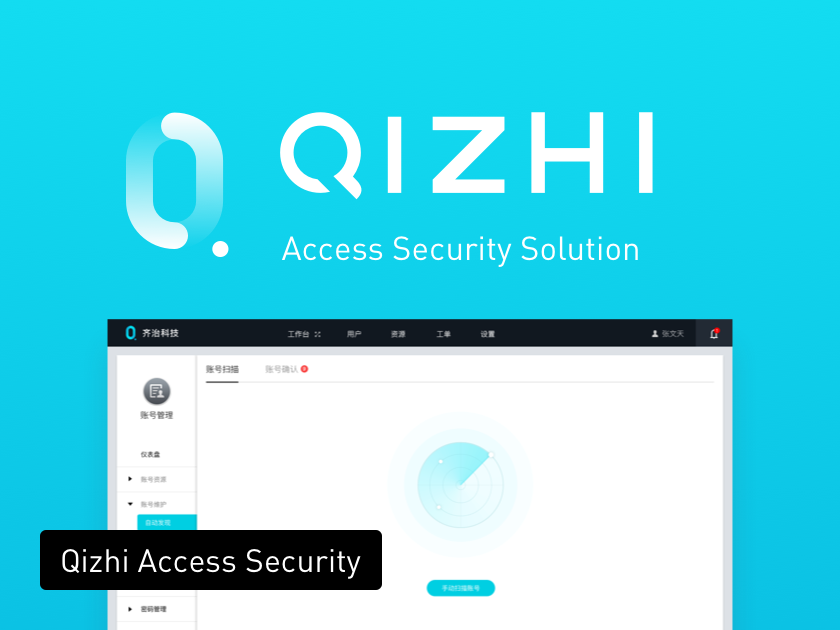 QIZHI
Access Security Solution
齐治科技
工作台
用户
资源
工单
设置
张文天
账号扫描
账号确认
账号管理
仪表盘
账号资源
账号维护
自动发现
Qizhi Access Security
手动扫描账号
密码管理